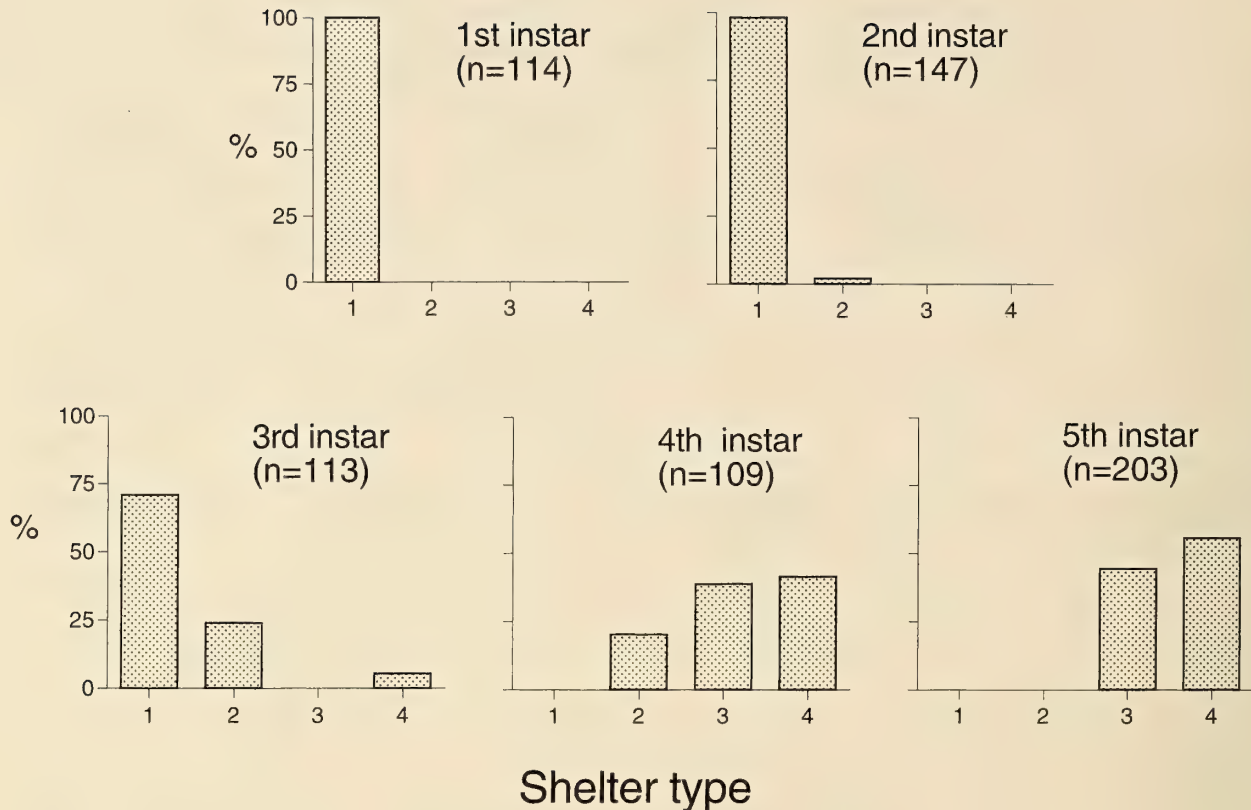 1st instar
(n=114)
%
100
75
50
25
0
1 2 3 4
2nd instar
(n=147)
1 2 3 4
3rd instar
(n=113)
%
100
75
50
25
0
1 2 3 4
4th instar
(n=109)
1 2 3 4
5th instar
(n=203)
1 2 3 4
Shelter type